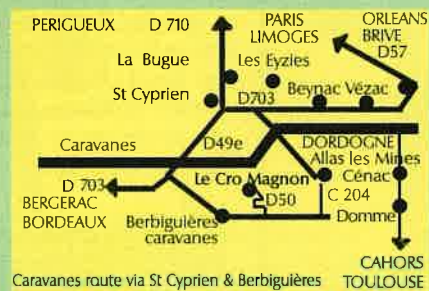 PERIGUEUX D 710 PARIS ORLEANS
LIMOGES BRIVE
D57
La Bugue Les Eyzies
St Cyprien D703 Beynac Vézac
Caravanes D49e DORDOGNE
Allas les Mines
D 703 Le Cro Magnon Cénac
BERGERAC D50 C 204
BORDEAUX Domme
Berbiguières
caravanes
CAHORS
Caravanes route via St Cyprien & Berbiguières TOULOUSE